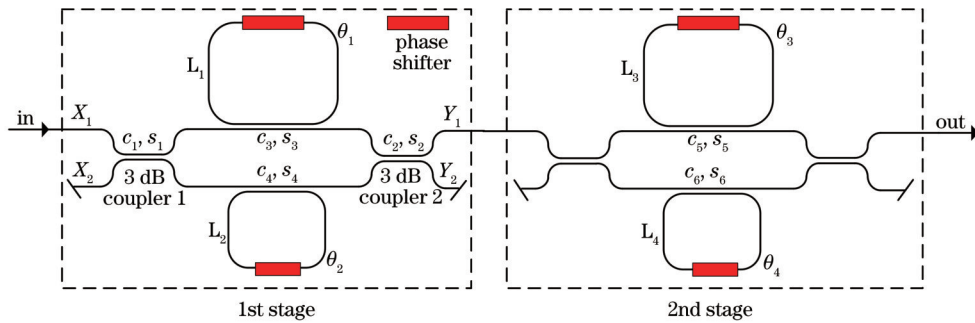 θ₁
phase
shifter
L₁
θ₃
L₃
in
X₁
c₁, s₁
c₃, s₃
c₂, s₂
Y₁
c₅, s₅
out
X₂
3 dB
coupler 1
c₄, s₄
3 dB
coupler 2
Y₂
c₆, s₆
L₂
θ₂
L₄
θ₄
1st stage
2nd stage